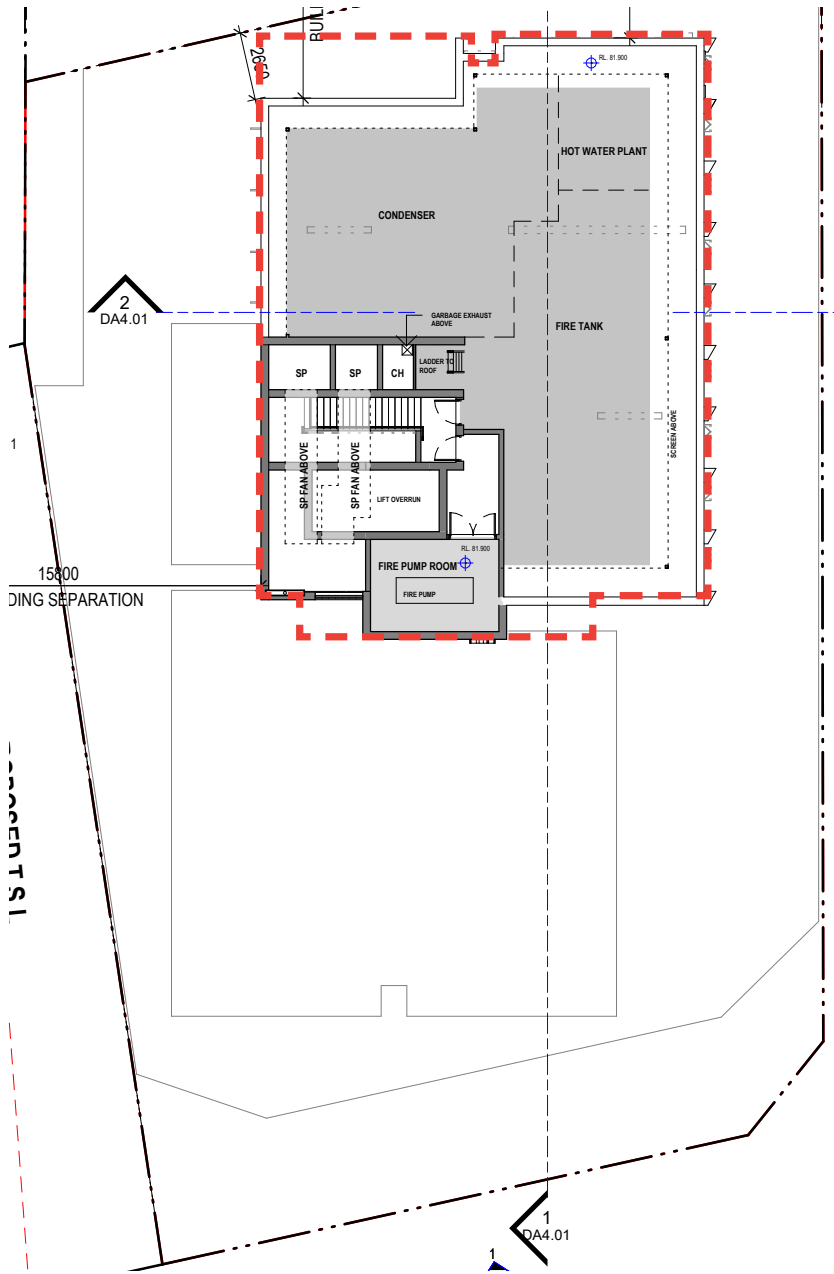 BUIL
2650
RL. 81.900
HOT WATER PLANT
CONDENSER
2
DA4.01
GARBAGE EXHAUST
ABOVE
FIRE TANK
SP
SP
CH
LADDER TO
ROOF
SCREEN ABOVE
1
SP FAN ABOVE
SP FAN ABOVE
LIFT OVERRUN
RL. 81.900
FIRE PUMP ROOM
FIRE PUMP
15800
DING SEPARATION
1
DA4.01
1